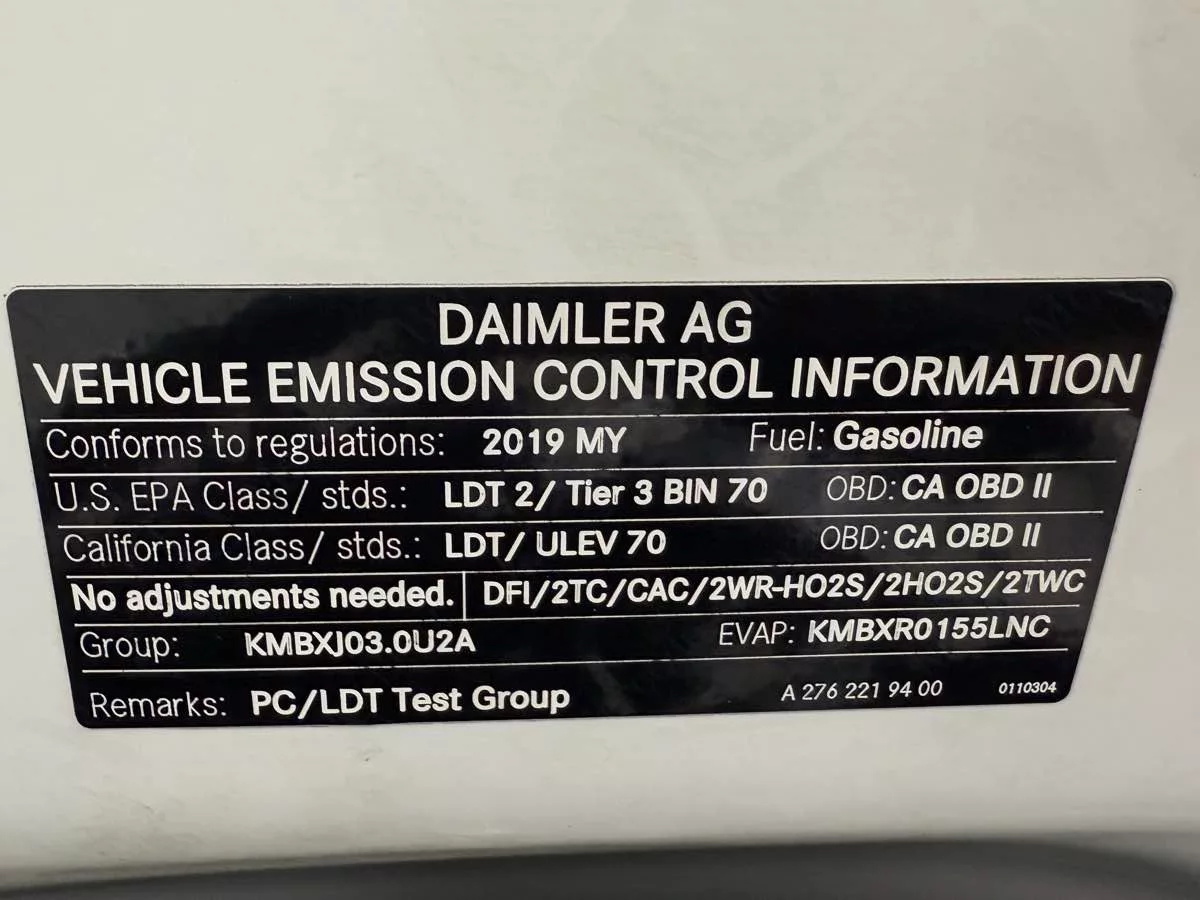 DAIMLER AG
VEHICLE EMISSION CONTROL INFORMATION
Conforms to regulations: 2019 MY Fuel: Gasoline
U.S. EPA Class/ stds.: LDT 2/ Tier 3 BIN 70 OBD: CA OBD II
California Class/ stds.: LDT/ ULEV 70 OBD: CA OBD II
No adjustments needed. DFI/2TC/CAC/2WR-HO2S/2HO2S/2TWC
Group: KMBXJ03.0U2A EVAP: KMBXR0155LNC
Remarks: PC/LDT Test Group A 276 221 94 00 0110304